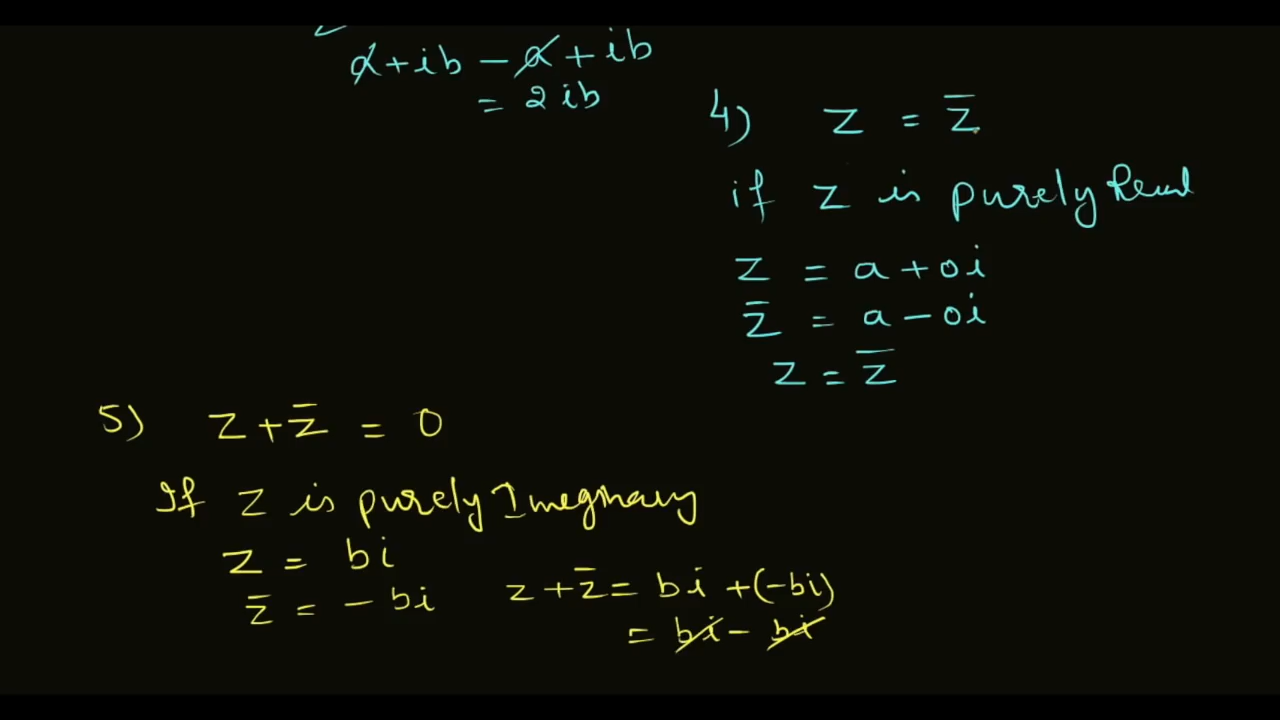 a+ib - a+ib
= 2ib
4) z = z̅
if z is purely Real
z = a+0i
z̅ = a-0i
z = z̅
5) z+z̅ = 0
If z is purely Imeginary
z = bi
z̅ = -bi
z+z̅ = bi +(-bi)
= bi - bi